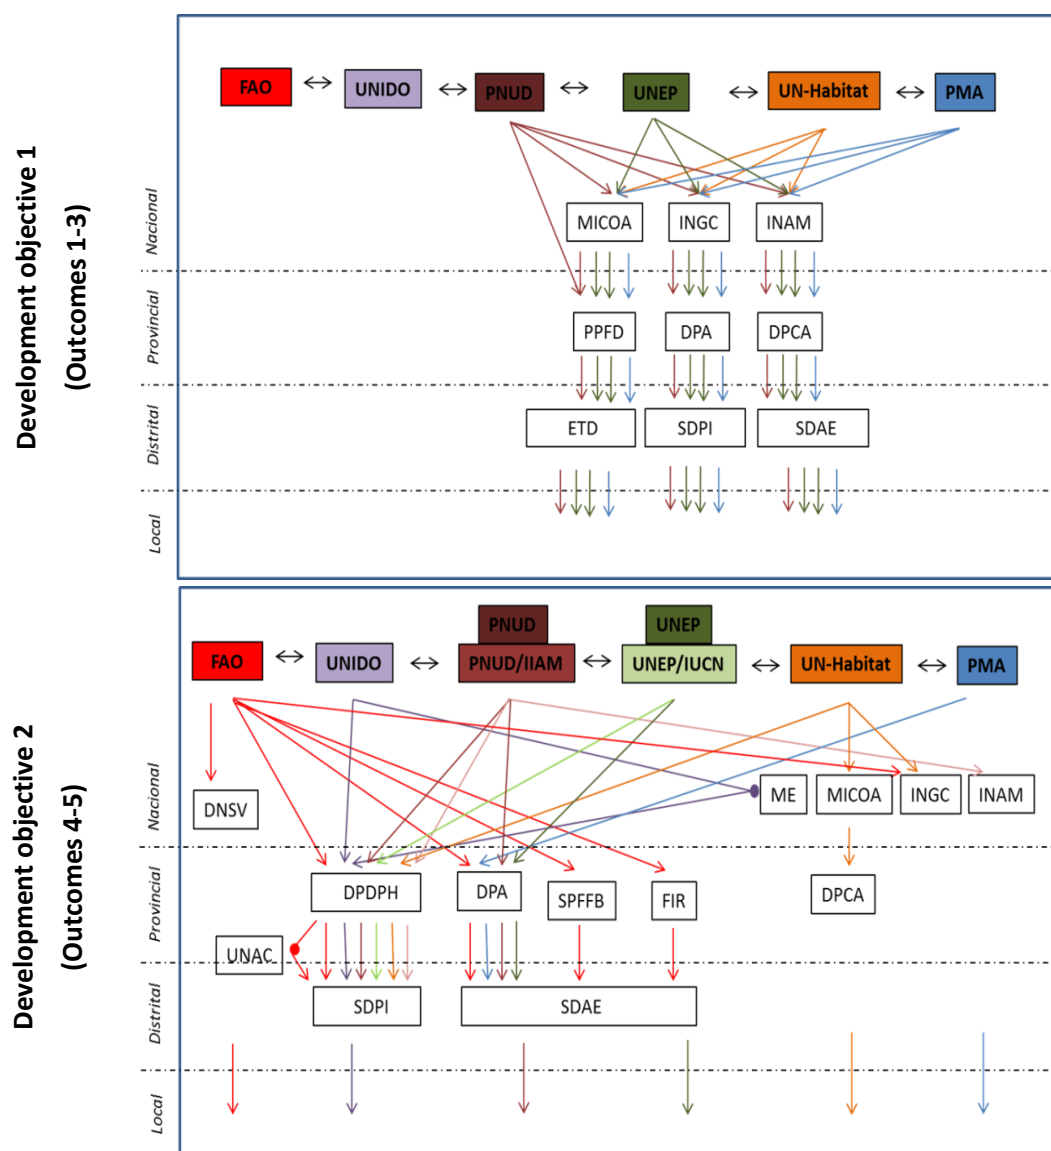 Development objective 1
(Outcomes 1-3)
FAO
UNIDO
PNUD
UNEP
UN-Habitat
PMA
Nacional
MICOA
INGC
INAM
Provincial
PPFD
DPA
DPCA
Distrital
ETD
SDPI
SDAE
Local
Development objective 2
(Outcomes 4-5)
PNUD
UNEP
FAO
UNIDO
PNUD/IIAM
UNEP/IUCN
UN-Habitat
PMA
Nacional
DNSV
ME
MICOA
INGC
INAM
Provincial
DPDPH
DPA
SPFFB
FIR
DPCA
UNAC
Distrital
SDPI
SDAE
Local